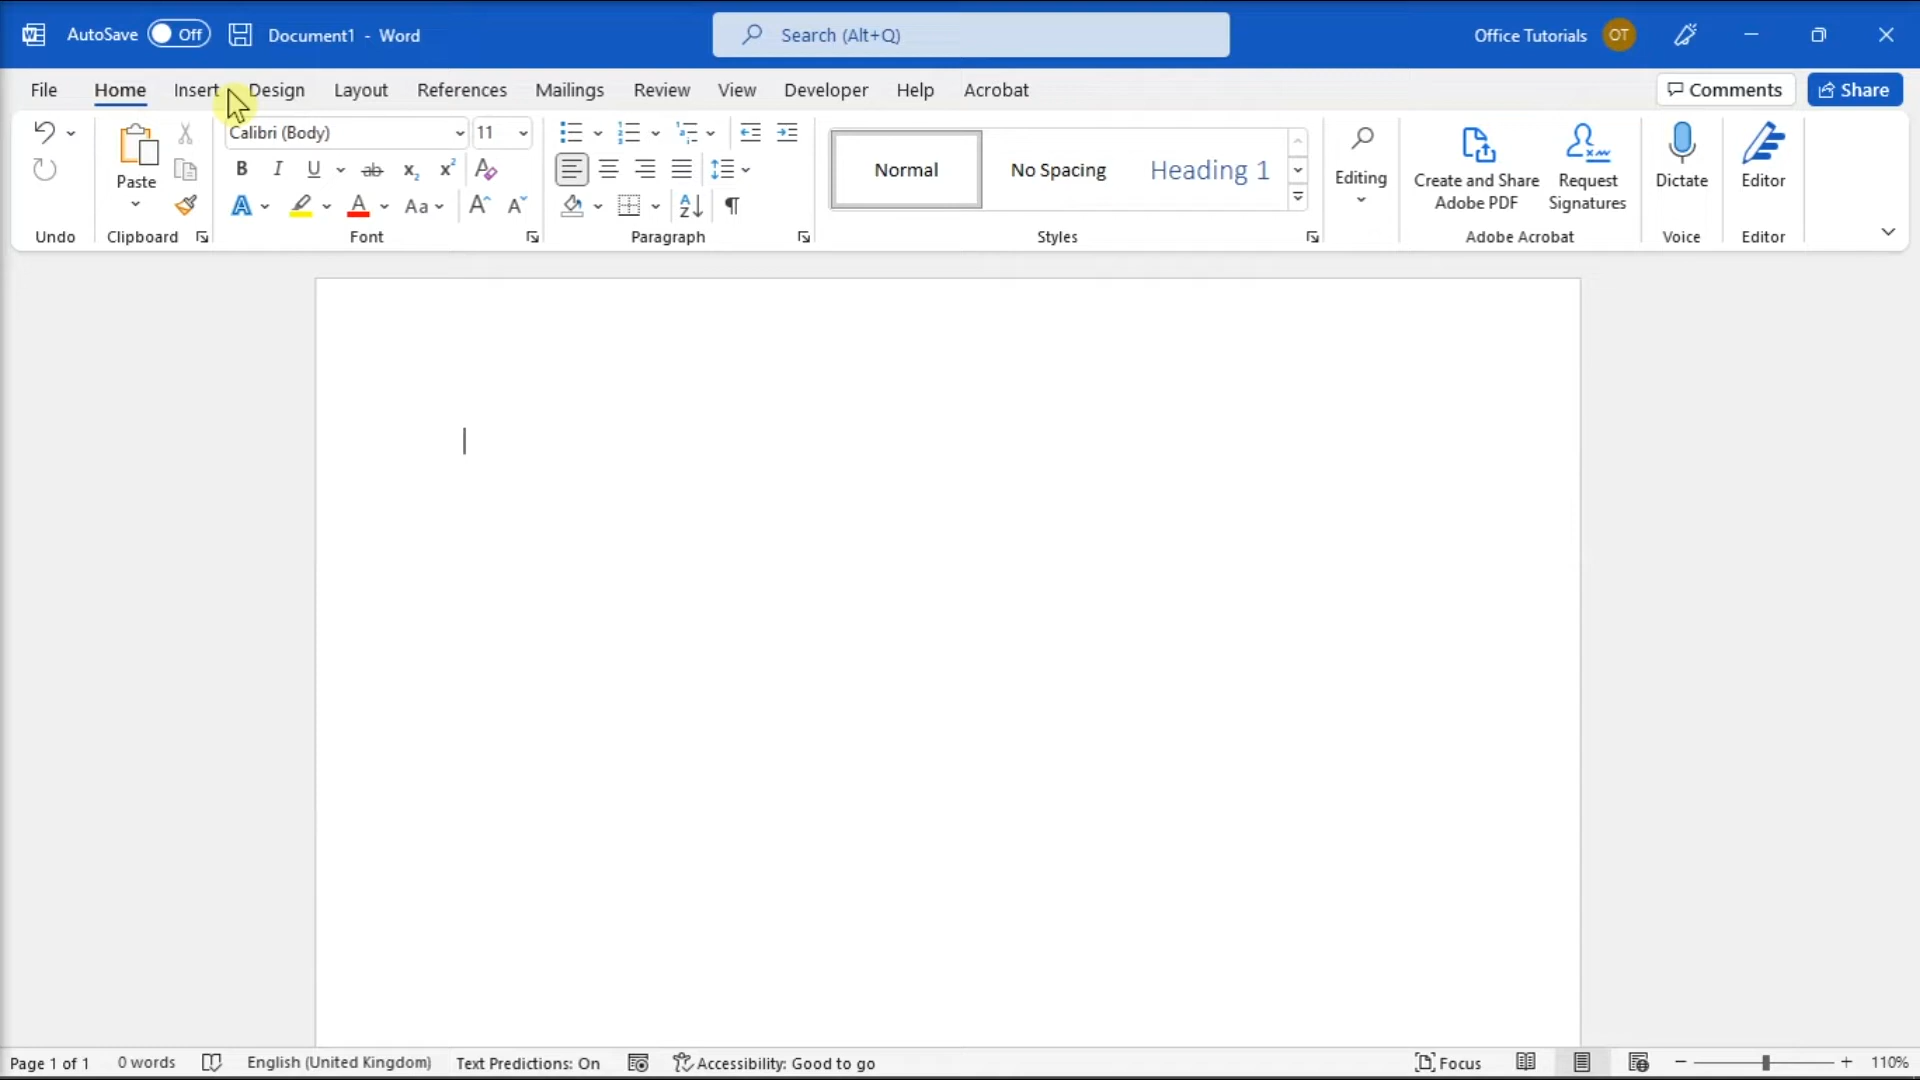 AutoSave Off Document1 - Word Search (Alt+Q) Office Tutorials OT
File Home Insert Design Layout References Mailings Review View Developer Help Acrobat Comments Share
Calibri (Body) 11
Paste
Normal No Spacing Heading 1
Editing
Create and Share
Adobe PDF
Request
Signatures
Dictate
Editor
Undo Clipboard Font Paragraph Styles Adobe Acrobat Voice Editor
Page 1 of 1 0 words English (United Kingdom) Text Predictions: On Accessibility: Good to go Focus 110%